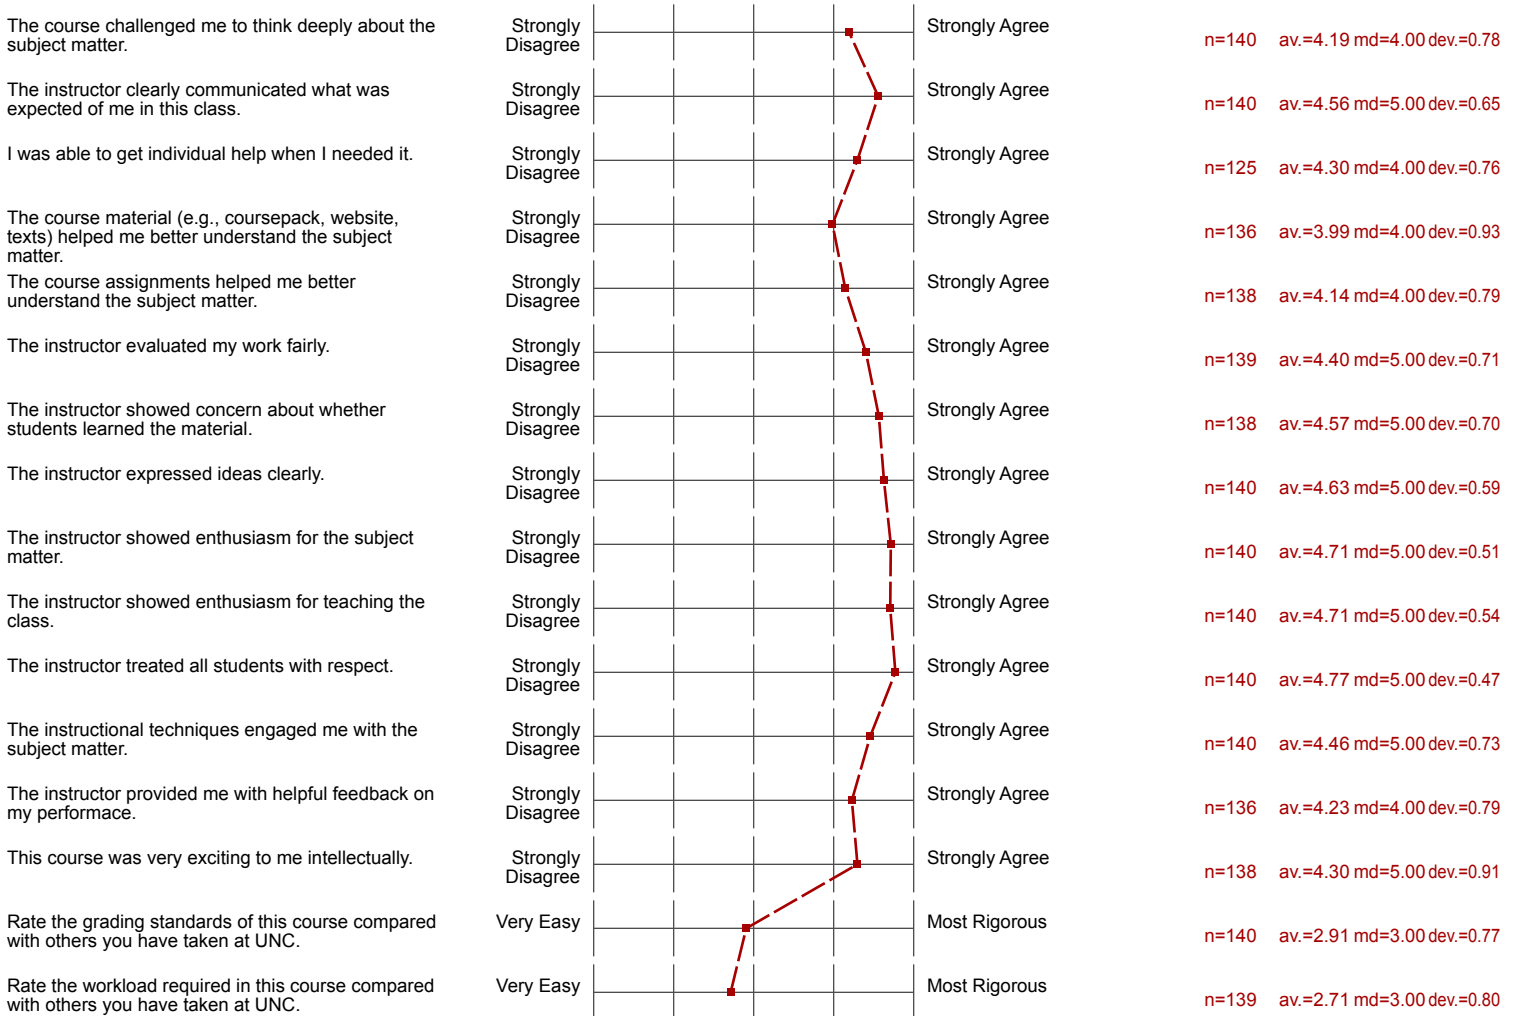 The course challenged me to think deeply about the
subject matter.
Strongly
Disagree
Strongly Agree
n=140 av.=4.19 md=4.00 dev.=0.78
The instructor clearly communicated what was
expected of me in this class.
Strongly
Disagree
Strongly Agree
n=140 av.=4.56 md=5.00 dev.=0.65
I was able to get individual help when I needed it.
Strongly
Disagree
Strongly Agree
n=125 av.=4.30 md=4.00 dev.=0.76
The course material (e.g., coursepack, website,
texts) helped me better understand the subject
matter.
Strongly
Disagree
Strongly Agree
n=136 av.=3.99 md=4.00 dev.=0.93
The course assignments helped me better
understand the subject matter.
Strongly
Disagree
Strongly Agree
n=138 av.=4.14 md=4.00 dev.=0.79
The instructor evaluated my work fairly.
Strongly
Disagree
Strongly Agree
n=139 av.=4.40 md=5.00 dev.=0.71
The instructor showed concern about whether
students learned the material.
Strongly
Disagree
Strongly Agree
n=138 av.=4.57 md=5.00 dev.=0.70
The instructor expressed ideas clearly.
Strongly
Disagree
Strongly Agree
n=140 av.=4.63 md=5.00 dev.=0.59
The instructor showed enthusiasm for the subject
matter.
Strongly
Disagree
Strongly Agree
n=140 av.=4.71 md=5.00 dev.=0.51
The instructor showed enthusiasm for teaching the
class.
Strongly
Disagree
Strongly Agree
n=140 av.=4.71 md=5.00 dev.=0.54
The instructor treated all students with respect.
Strongly
Disagree
Strongly Agree
n=140 av.=4.77 md=5.00 dev.=0.47
The instructional techniques engaged me with the
subject matter.
Strongly
Disagree
Strongly Agree
n=140 av.=4.46 md=5.00 dev.=0.73
The instructor provided me with helpful feedback on
my performace.
Strongly
Disagree
Strongly Agree
n=136 av.=4.23 md=4.00 dev.=0.79
This course was very exciting to me intellectually.
Strongly
Disagree
Strongly Agree
n=138 av.=4.30 md=5.00 dev.=0.91
Rate the grading standards of this course compared
with others you have taken at UNC.
Very Easy
Most Rigorous
n=140 av.=2.91 md=3.00 dev.=0.77
Rate the workload required in this course compared
with others you have taken at UNC.
Very Easy
Most Rigorous
n=139 av.=2.71 md=3.00 dev.=0.80